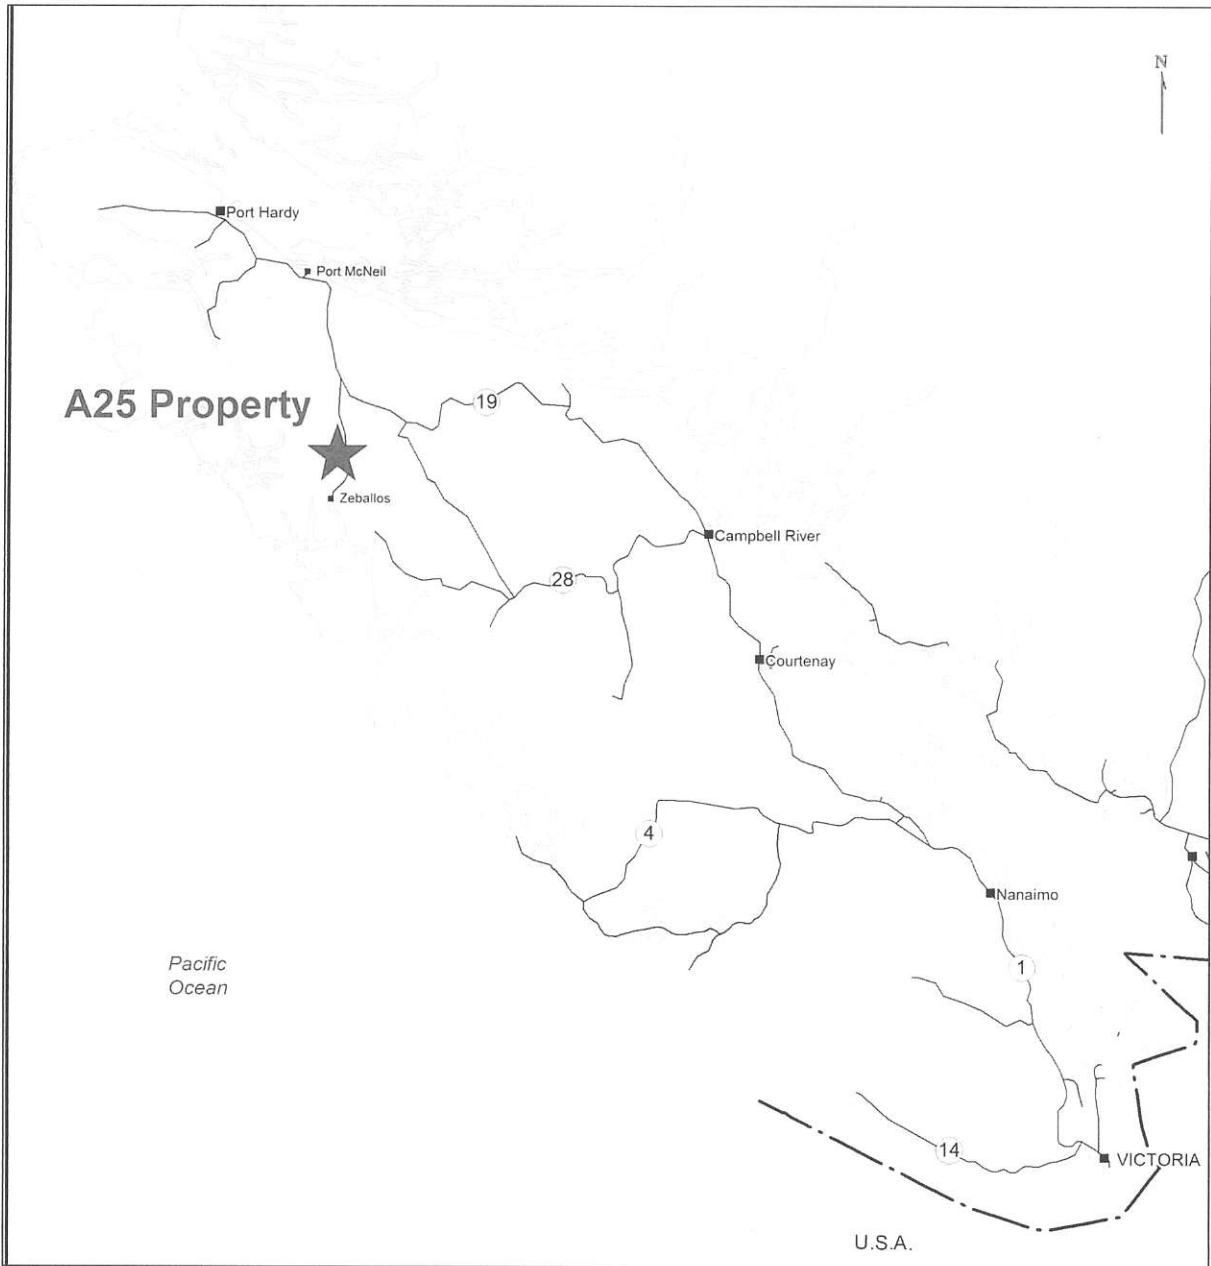 N
Port Hardy
Port McNeil
A25 Property
19
Zeballos
Campbell River
28
Courtenay
4
Nanaimo
Pacific
Ocean
1
14
VICTORIA
U.S.A.